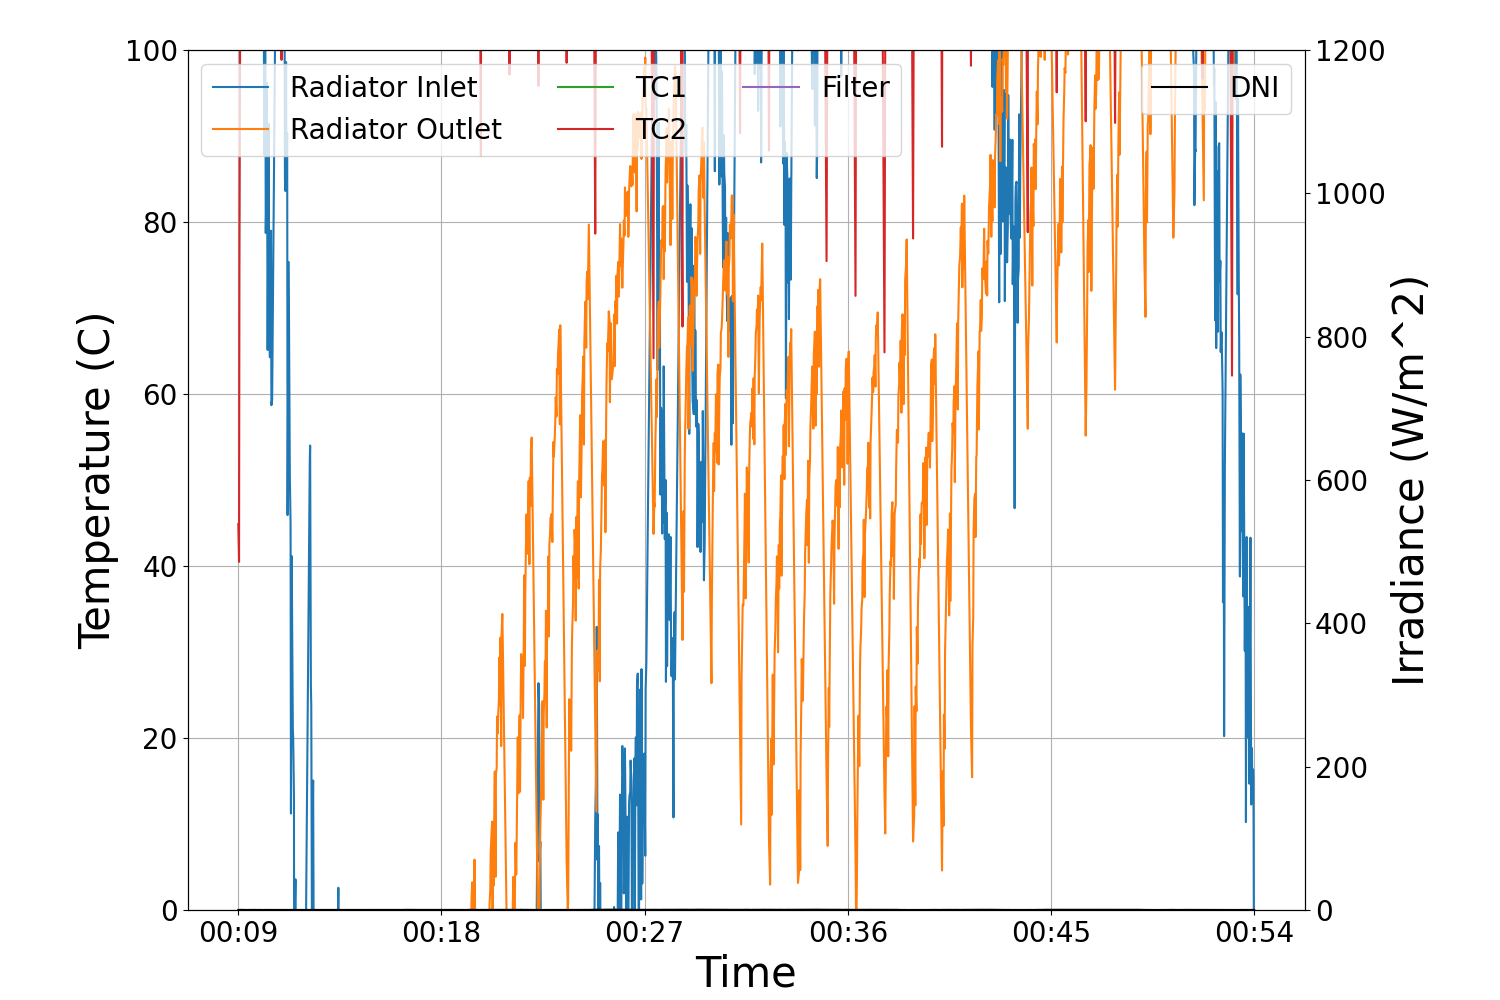 100
80
60
40
20
0
Temperature (C)
Radiator Inlet
Radiator Outlet
TC1
TC2
Filter
DNI
1200
1000
800
600
400
200
0
Irradiance (W/m^2)
00:09
00:18
00:27
00:36
00:45
00:54
Time